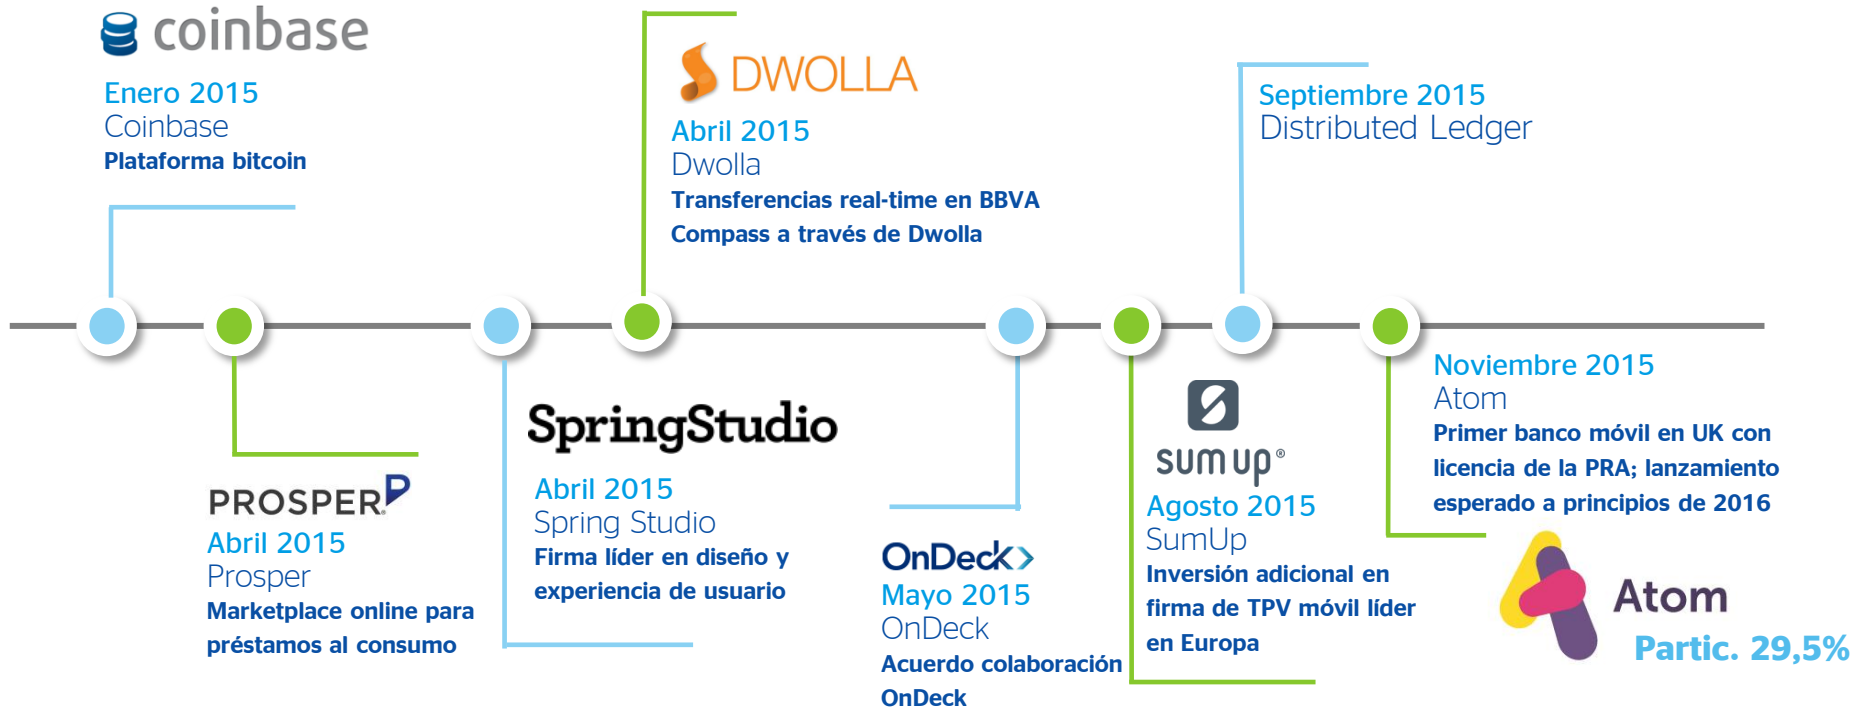 coinbase
Enero 2015
Coinbase
Plataforma bitcoin
PROSPER
Abril 2015
Prosper
Marketplace online para
préstamos al consumo
SpringStudio
Abril 2015
Spring Studio
Firma líder en diseño y
experiencia de usuario
DWOLLA
Abril 2015
Dwolla
Transferencias real-time en BBVA
Compass a través de Dwolla
OnDeck
Mayo 2015
OnDeck
Acuerdo colaboración
OnDeck
sumup®
Agosto 2015
SumUp
Inversión adicional en
firma de TPV móvil líder
en Europa
Septiembre 2015
Distributed Ledger
Noviembre 2015
Atom
Primer banco móvil en UK con
licencia de la PRA; lanzamiento
esperado a principios de 2016
Atom
Partic. 29,5%